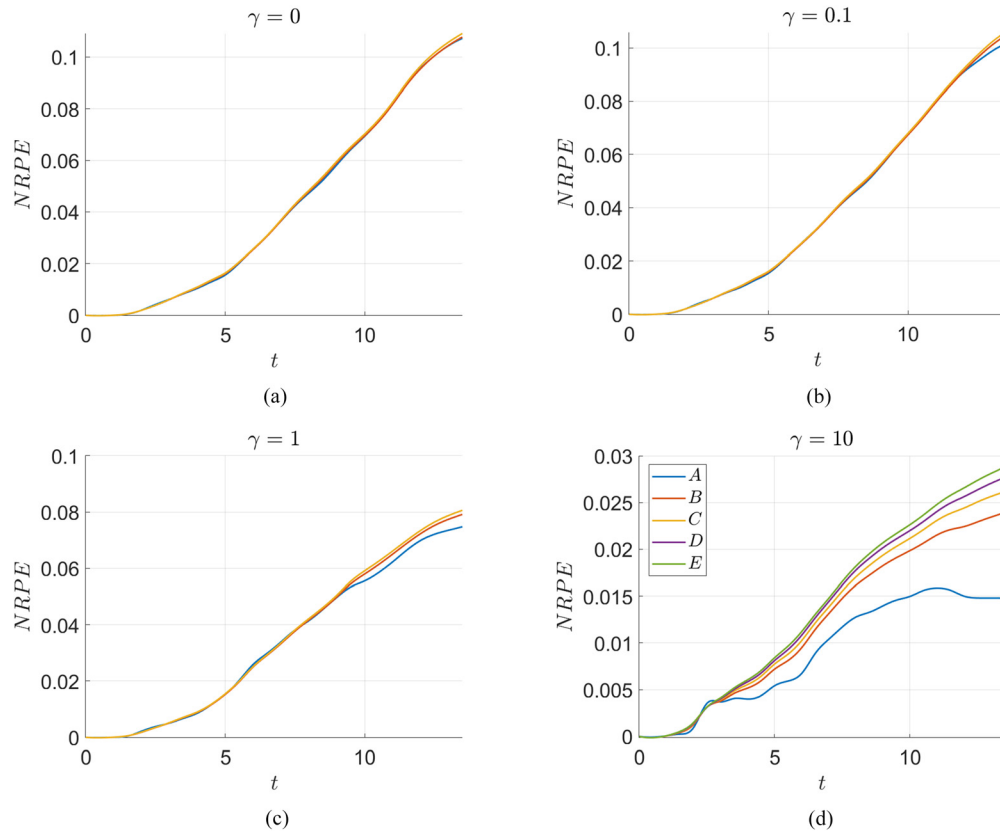 γ = 0
NRPE
0.1
0.08
0.06
0.04
0.02
0
0 5 10
t
(a)
γ = 0.1
NRPE
0.1
0.08
0.06
0.04
0.02
0
0 5 10
t
(b)
γ = 1
NRPE
0.1
0.08
0.06
0.04
0.02
0
0 5 10
t
(c)
γ = 10
NRPE
0.03
0.025
0.02
0.015
0.01
0.005
0
A
B
C
D
E
0 5 10
t
(d)